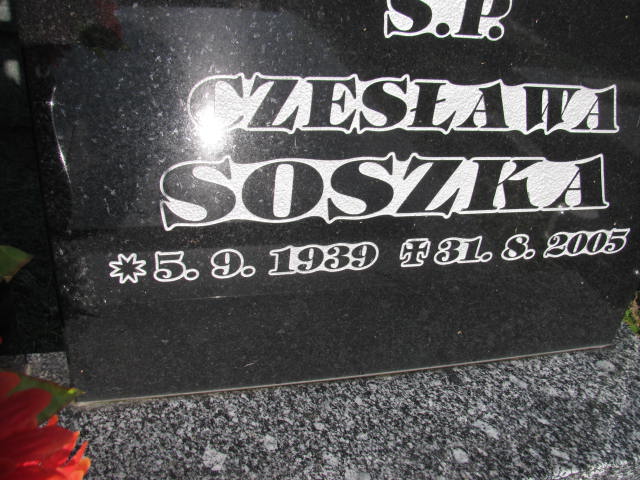 S.P.
CZESŁAWA
SOSZKA
* 5. 9. 1939 ✝ 31. 8. 2005